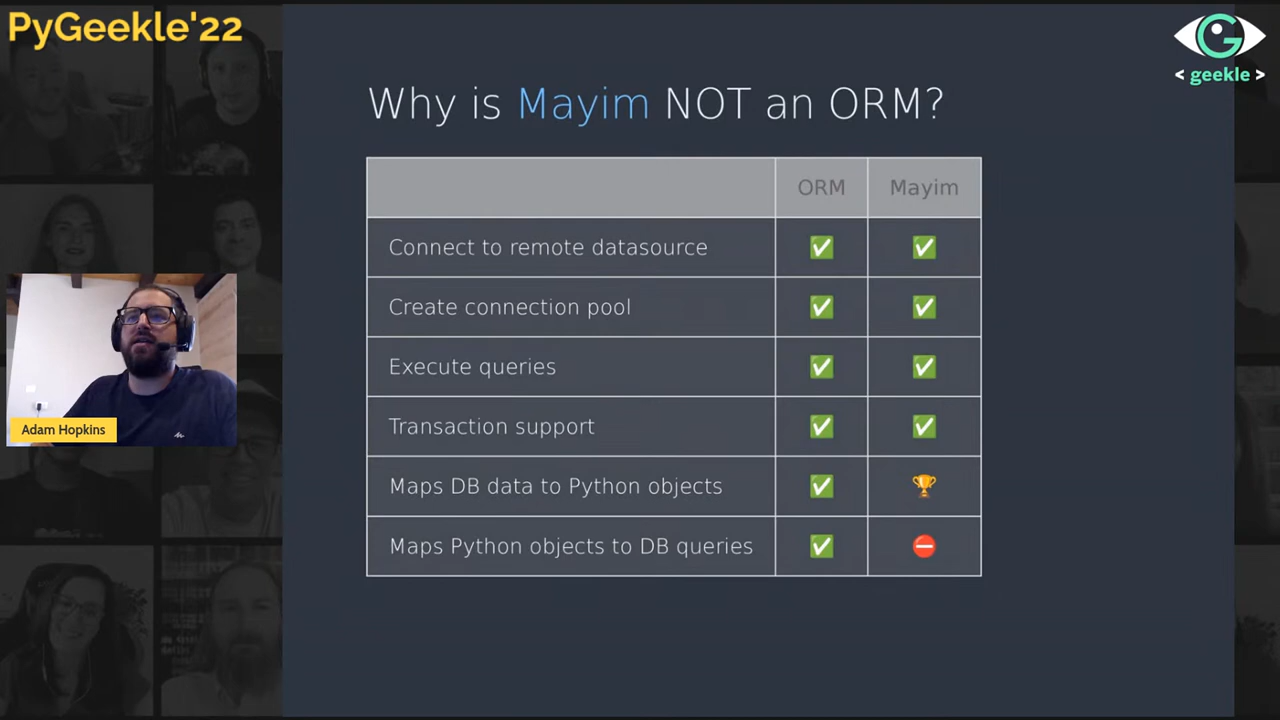 PyGeekle'22
< geekle >
Why is Mayim NOT an ORM?
ORM Mayim
Connect to remote datasource ✅ ✅
Create connection pool ✅ ✅
Execute queries ✅ ✅
Transaction support ✅ ✅
Maps DB data to Python objects ✅ 🏆
Maps Python objects to DB queries ✅ ⛔
Adam Hopkins